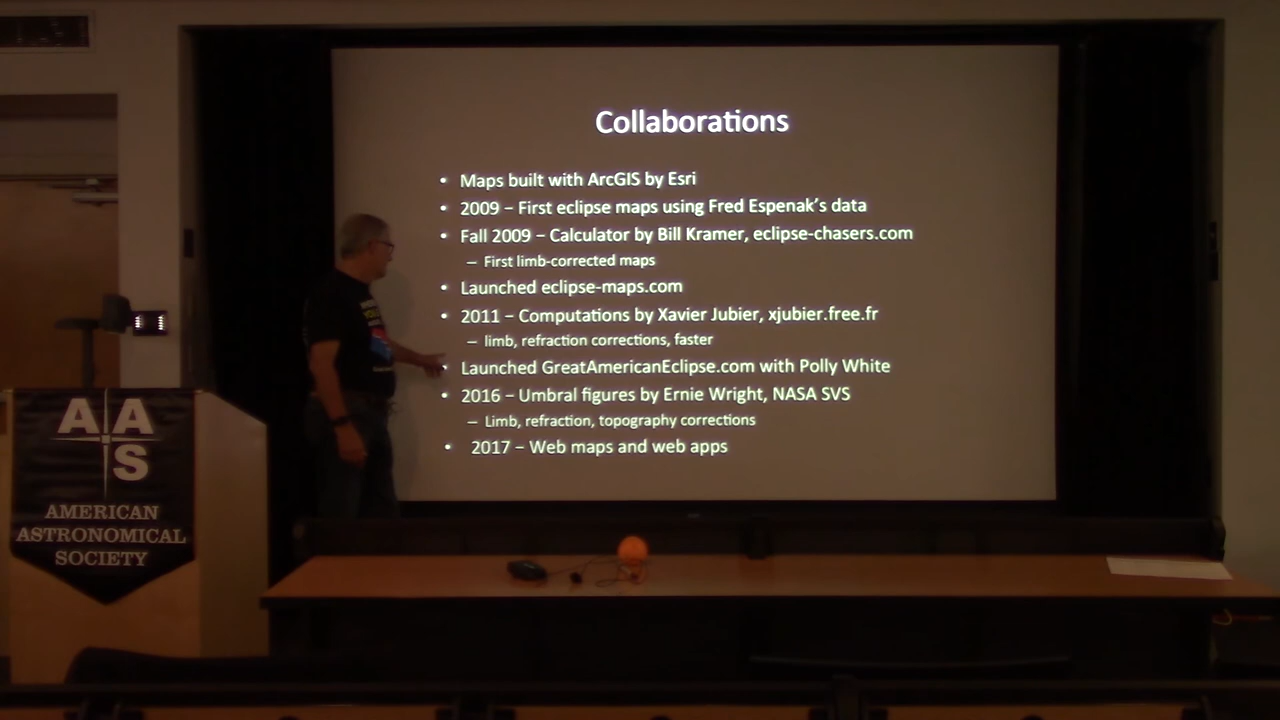 Collaborations
• Maps built with ArcGIS by Esri
• 2009 – First eclipse maps using Fred Espenak’s data
• Fall 2009 – Calculator by Bill Kramer, eclipse-chasers.com
– First limb-corrected maps
• Launched eclipse-maps.com
• 2011 – Computations by Xavier Jubier, xjubier.free.fr
– limb, refraction corrections, faster
• Launched GreatAmericanEclipse.com with Polly White
• 2016 – Umbral figures by Ernie Wright, NASA SVS
– Limb, refraction, topography corrections
• 2017 – Web maps and web apps
AA
S
AMERICAN
ASTRONOMICAL
SOCIETY